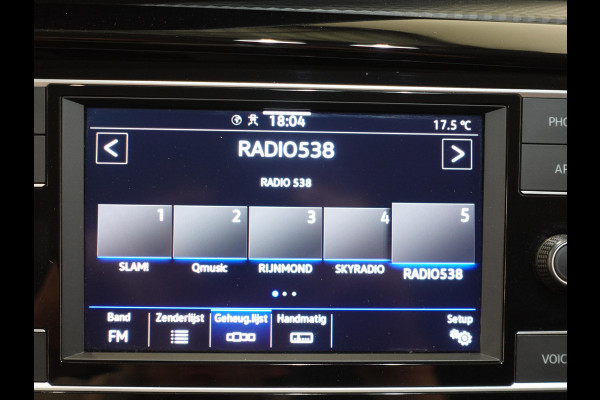 18:04
17.5 °C
< RADIO538 >
RADIO 538
1 2 3 4 5
SLAM! Qmusic RIJNMOND SKYRADIO RADIO538
Band Zenderlijst Geheug.lijst Handmatig Setup
FM
PHO
AP
VOIC